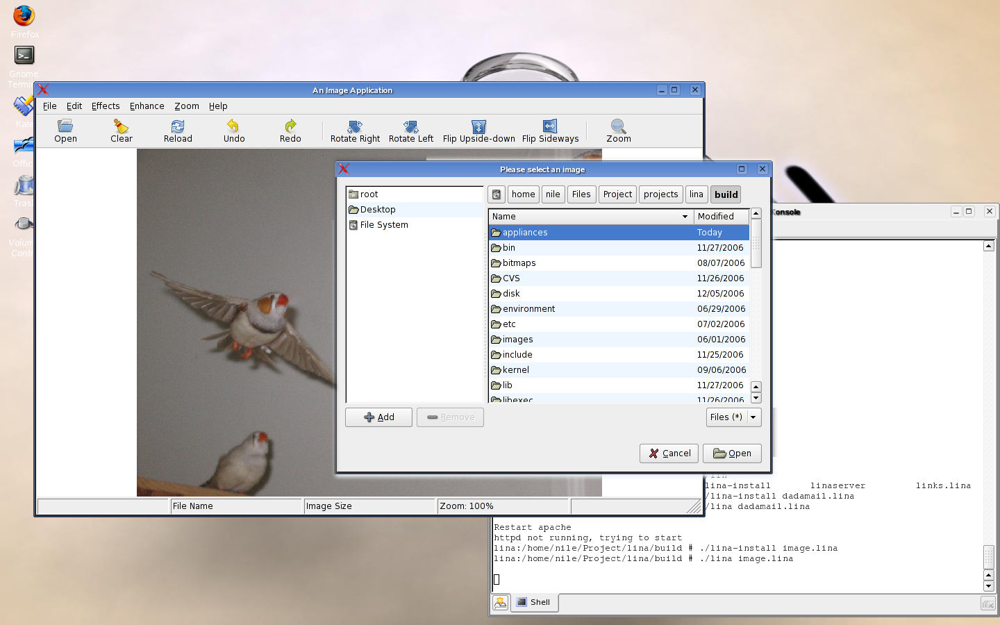 Firefox
Gnome
An Image Application
File Edit Effects Enhance Zoom Help
Open Clear Reload Undo Redo Rotate Right Rotate Left Flip Upside-down Flip Sideways Zoom
Please select an image
root
Desktop
File System
home nile Files Project projects lina build
Name Modified
appliances Today
bin 11/27/2006
bitmaps 08/07/2006
CVS 11/26/2006
disk 12/05/2006
environment 06/29/2006
etc 07/02/2006
images 06/01/2006
include 11/25/2006
kernel 09/06/2006
lib 11/27/2006
libexec 11/26/2006
Add Remove Files (*)
Cancel Open
File Name Image Size Zoom: 100%
lina-install linaserver links.lina
/lina-install dadamail.lina
/lina dadamail.lina
Restart apache
httpd not running, trying to start
lina:/home/nile/Project/lina/build # ./lina-install image.lina
lina:/home/nile/Project/lina/build # ./lina image.lina
Shell